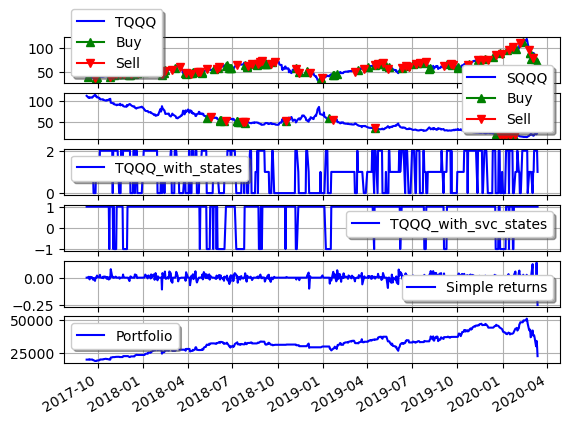 TQQQ
Buy
Sell
100
50
SQQQ
Buy
Sell
100
50
TQQQ_with_states
2
0
TQQQ_with_svc_states
1
0
−1
Simple returns
0.00
−0.25
Portfolio
50000
25000
2017-10 2018-01 2018-04 2018-07 2018-10 2019-01 2019-04 2019-07 2019-10 2020-01 2020-04